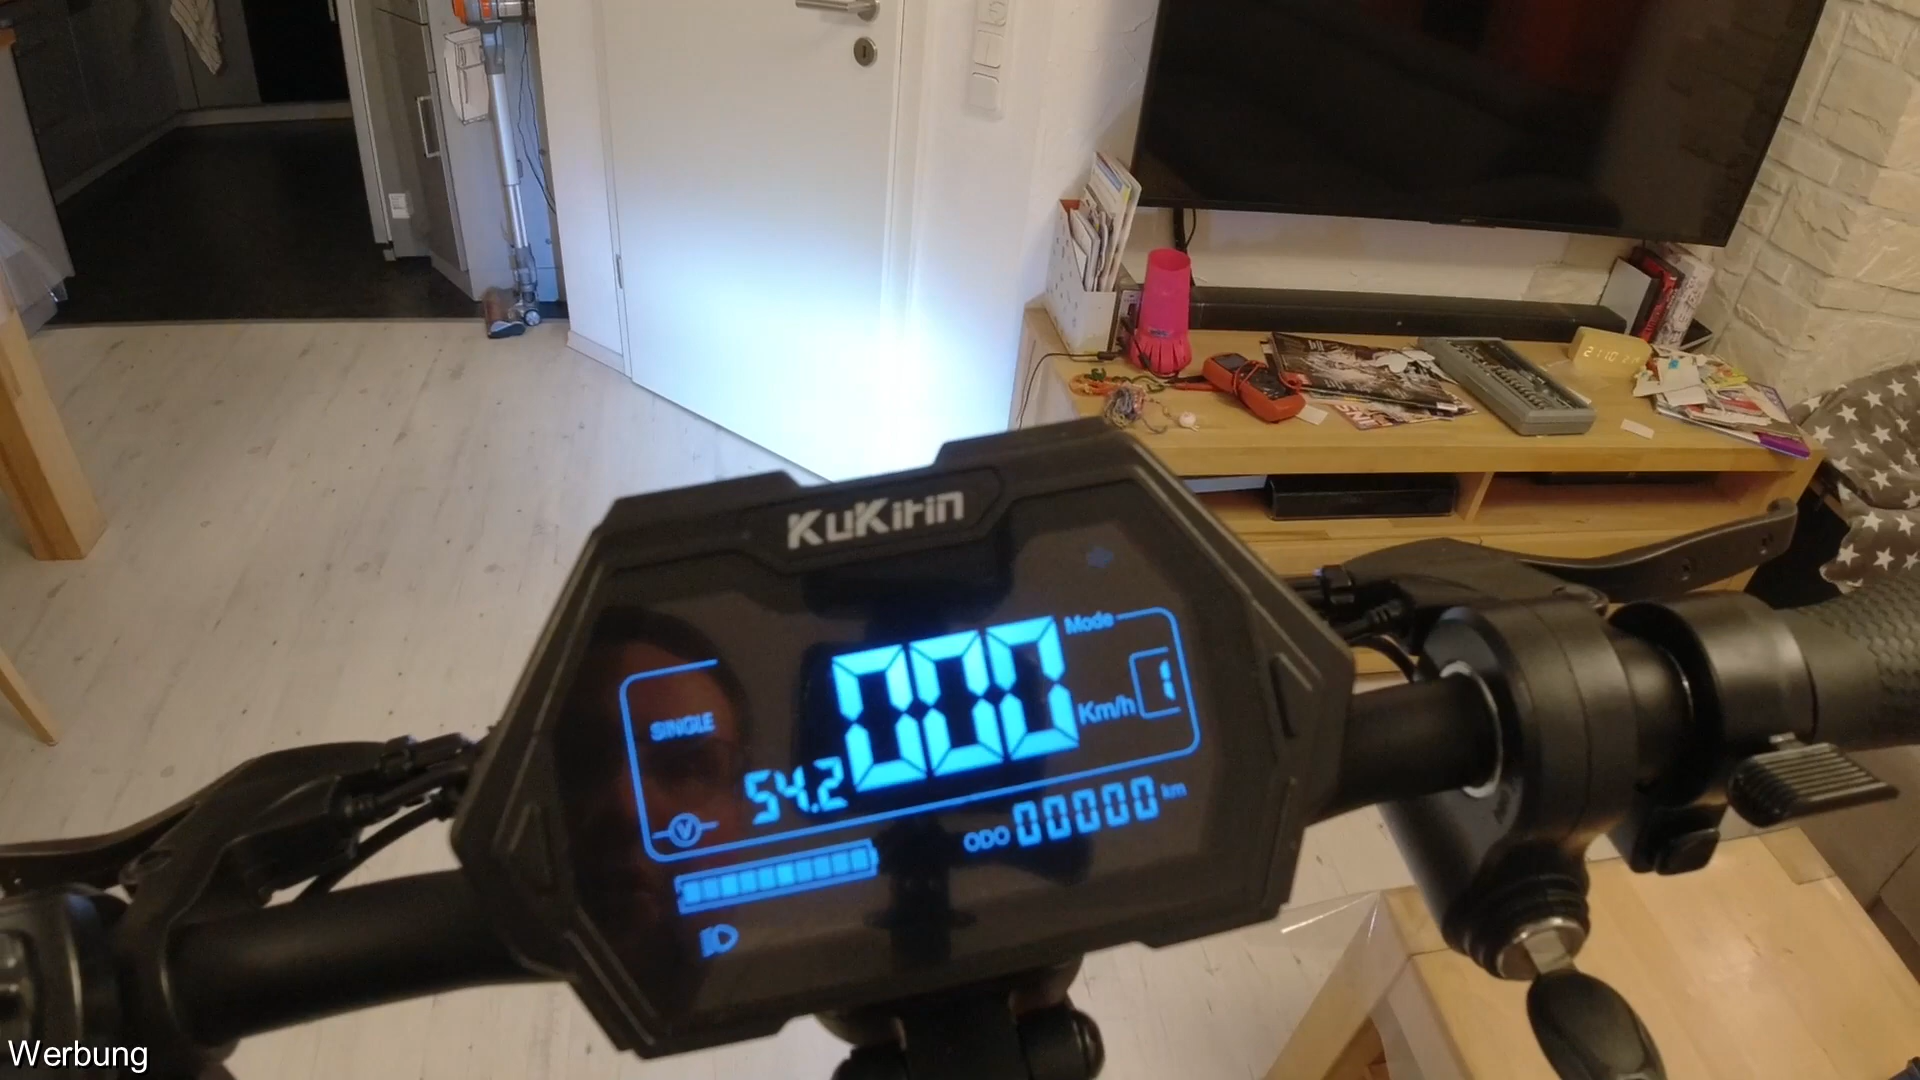 KuKirin
Mode
SINGLE
000
Km/h
1
54.2
V
ODO 00000 km
Werbung